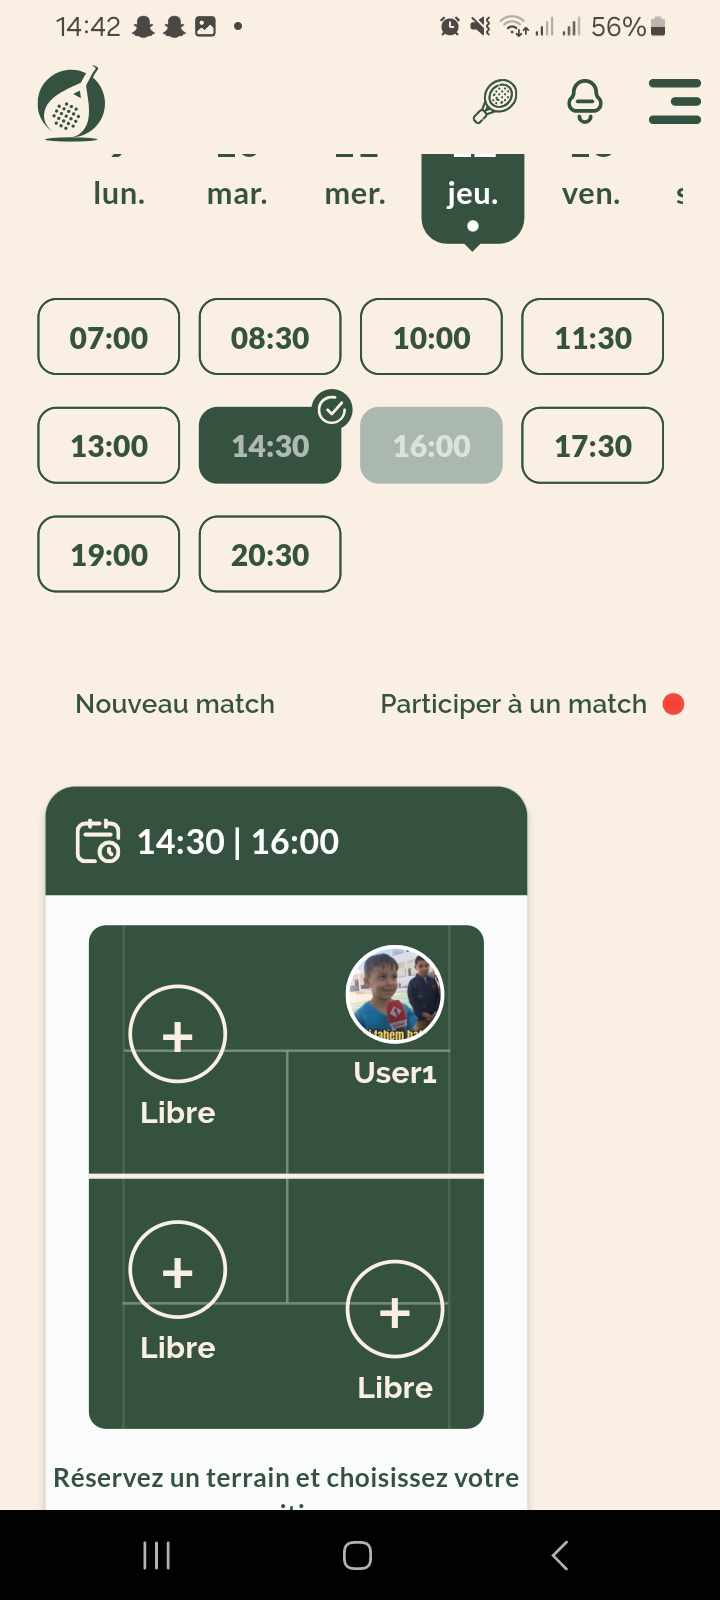 14:42 56%
lun. mar. mer. jeu. ven.
07:00 08:30 10:00 11:30
13:00 14:30 16:00 17:30
19:00 20:30
Nouveau match Participer à un match
14:30 | 16:00
User1
Libre
Libre
Libre
Réservez un terrain et choisissez votre